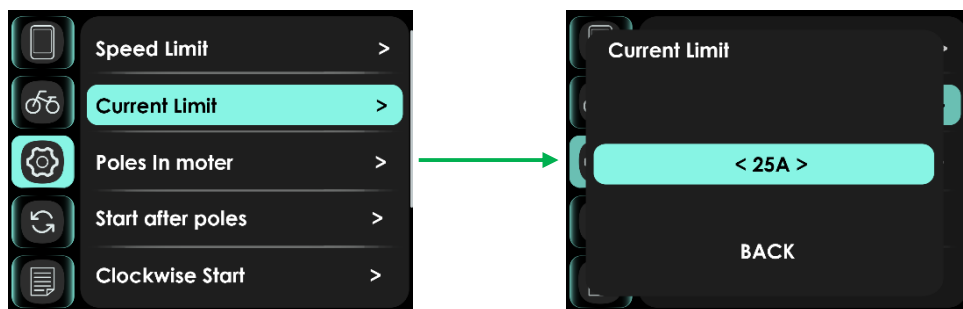 Speed Limit >
Current Limit >
Poles In moter >
Start after poles >
Clockwise Start >
Current Limit
< 25A >
BACK